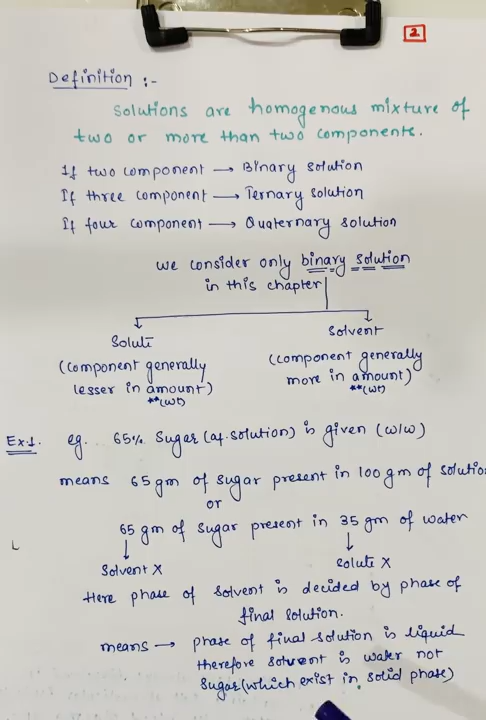 2
Definition :-
Solutions are homogenous mixture of
two or more than two components.
If two component → Binary solution
If three component → Ternary solution
If four component → Quaternary solution
we consider only binary solution
in this chapter
Solute
Solvent
(component generally
lesser in amount)
**(wt)
(component generally
more in amount)
**(wt)
Ex.1. eg. 65% Sugar (aq. solution) is given (w/w)
means 65 gm of sugar present in 100 gm of solution
or
65 gm of sugar present in 35 gm of water
Solvent X
Solute X
Here phase of solvent is decided by phase of
final solution.
means → phase of final solution is liquid
therefore solvent is water not
sugar (which exist in solid phase)